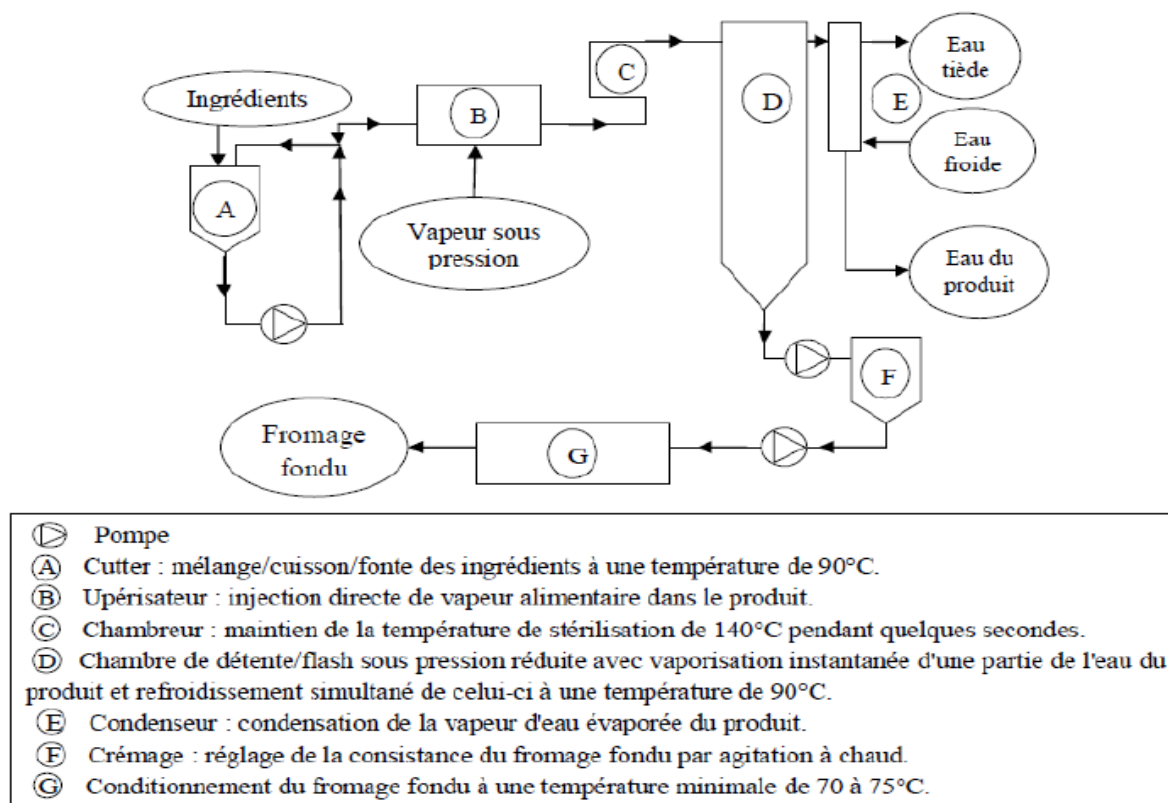 Ingrédients
A
B
Vapeur sous
pression
C
D
E
Eau
tiède
Eau
froide
Eau du
produit
F
G
Fromage
fondu
Pompe
A Cutter : mélange/cuisson/fonte des ingrédients à une température de 90°C.
B Upérisateur : injection directe de vapeur alimentaire dans le produit.
C Chambreur : maintien de la température de stérilisation de 140°C pendant quelques secondes.
D Chambre de détente/flash sous pression réduite avec vaporisation instantanée d'une partie de l'eau du
produit et refroidissement simultané de celui-ci à une température de 90°C.
E Condenseur : condensation de la vapeur d'eau évaporée du produit.
F Crémage : réglage de la consistance du fromage fondu par agitation à chaud.
G Conditionnement du fromage fondu à une température minimale de 70 à 75°C.